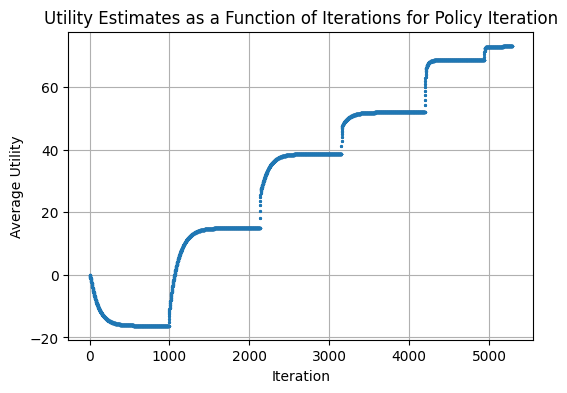 Utility Estimates as a Function of Iterations for Policy Iteration
Average Utility
60
40
20
0
−20
0 1000 2000 3000 4000 5000
Iteration